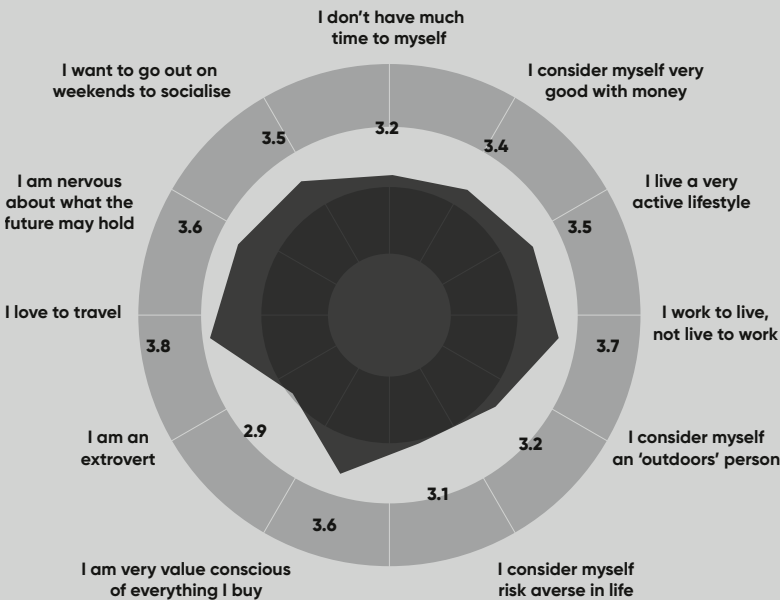 I don't have much
time to myself
I want to go out on
weekends to socialise
I consider myself very
good with money
3.5
3.2
3.4
I am nervous
about what the
future may hold
I live a very
active lifestyle
3.6
3.5
I love to travel
I work to live,
not live to work
3.8
3.7
I am an
extrovert
2.9
3.2
I consider myself
an ‘outdoors’ person
3.6
3.1
I am very value conscious
of everything I buy
I consider myself
risk averse in life